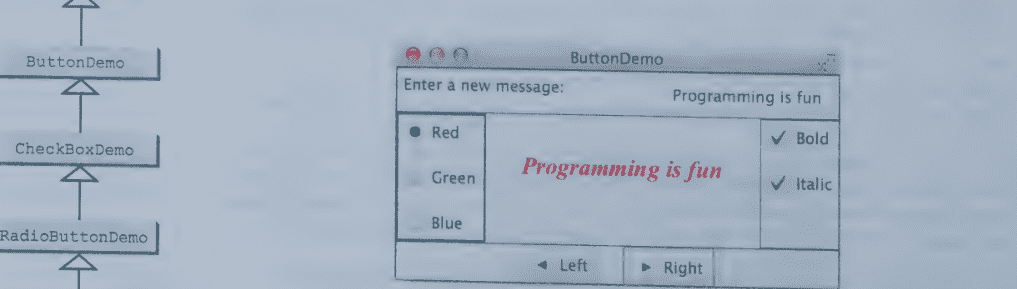 ButtonDemo
CheckBoxDemo
RadioButtonDemo
ButtonDemo
Enter a new message:
Programming is fun
Red
Green
Blue
Programming is fun
Bold
Italic
Left
Right